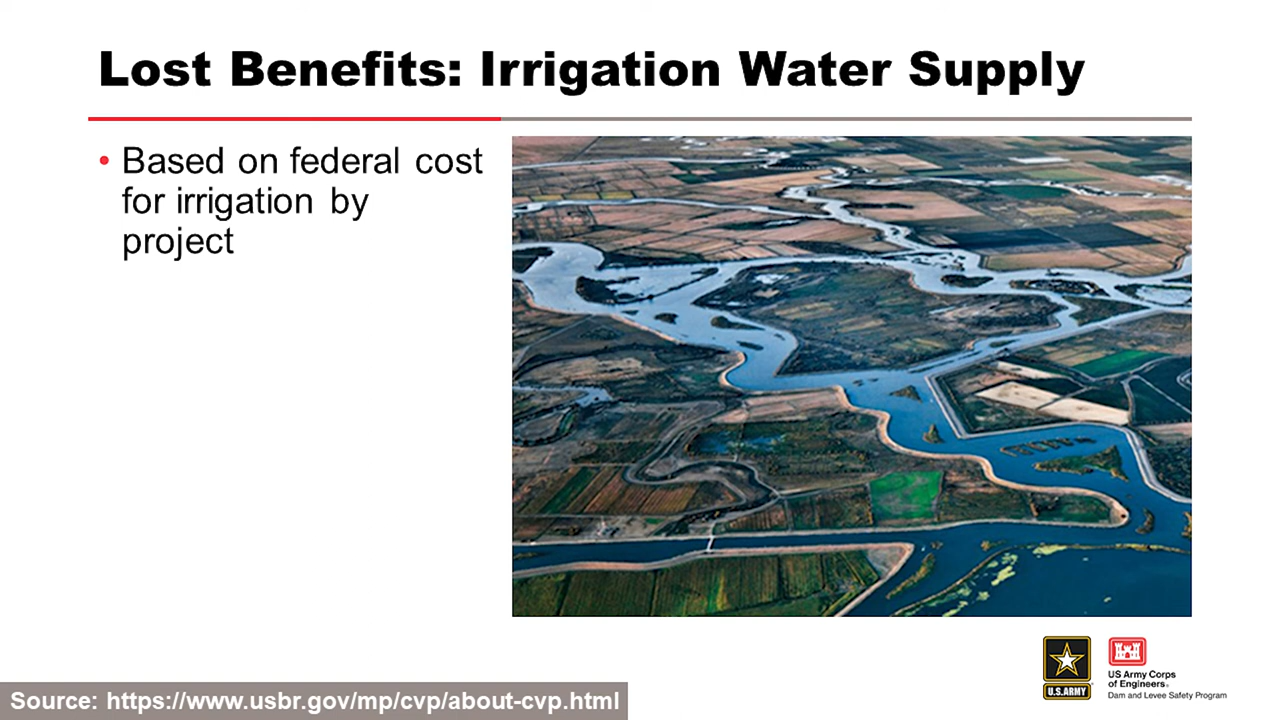 Lost Benefits: Irrigation Water Supply
• Based on federal cost
for irrigation by
project
U.S.ARMY
US Army Corps
of Engineers®
Dam and Levee Safety Program
Source: https://www.usbr.gov/mp/cvp/about-cvp.html